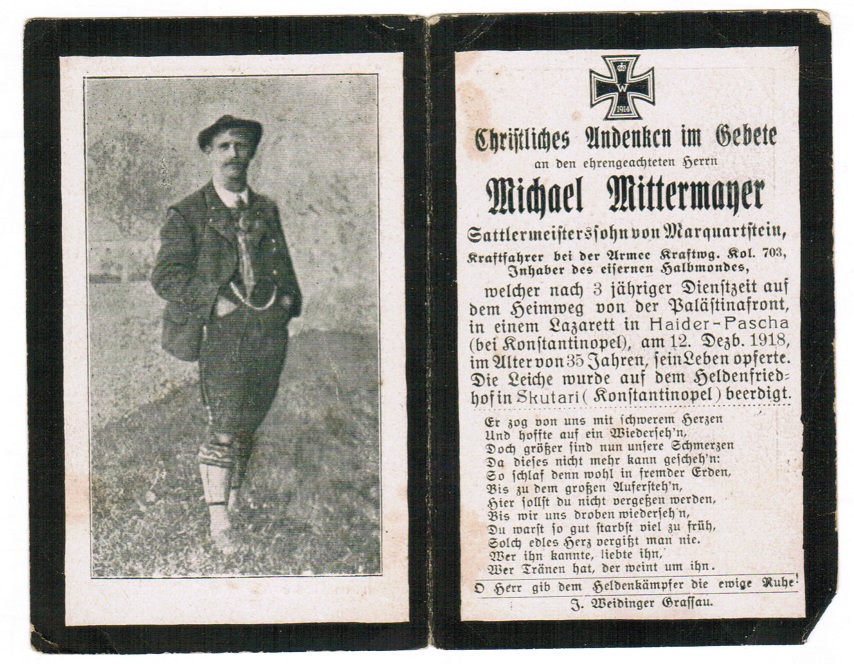 W
1914
Christliches Andenken im Gebete
an den ehrengeachteten Herrn
Michael Mittermayer
Sattlermeisterssohn von Marquartstein,
Kraftfahrer bei der Armee Kraftwg. Kol. 703,
Inhaber des eisernen Halbmondes,
welcher nach 3 jähriger Dienstzeit auf
dem Heimweg von der Palästinafront,
in einem Lazarett in Haider-Pascha
(bei Konstantinopel), am 12. Dezb. 1918,
im Alter von 35 Jahren, sein Leben opferte.
Die Leiche wurde auf dem Heldenfried-
hof in Skutari (Konstantinopel) beerdigt.
Er zog von uns mit schwerem Herzen
Und hoffte auf ein Wiederseh'n,
Doch größer sind nun unsere Schmerzen
Da dieses nicht mehr kann gescheh'n:
So schlaf denn wohl in fremder Erden,
Bis zu dem großen Aufersteh'n,
Hier sollst du nicht vergeßen werden,
Bis wir uns droben wiederseh'n,
Du warst so gut starbst viel zu früh,
Solch edles Herz vergißt man nie.
Wer ihn kannte, liebte ihn,
Wer Tränen hat, der weint um ihn.
O Herr gib dem Heldenkämpfer die ewige Ruhe!
J. Weidinger Grassau.